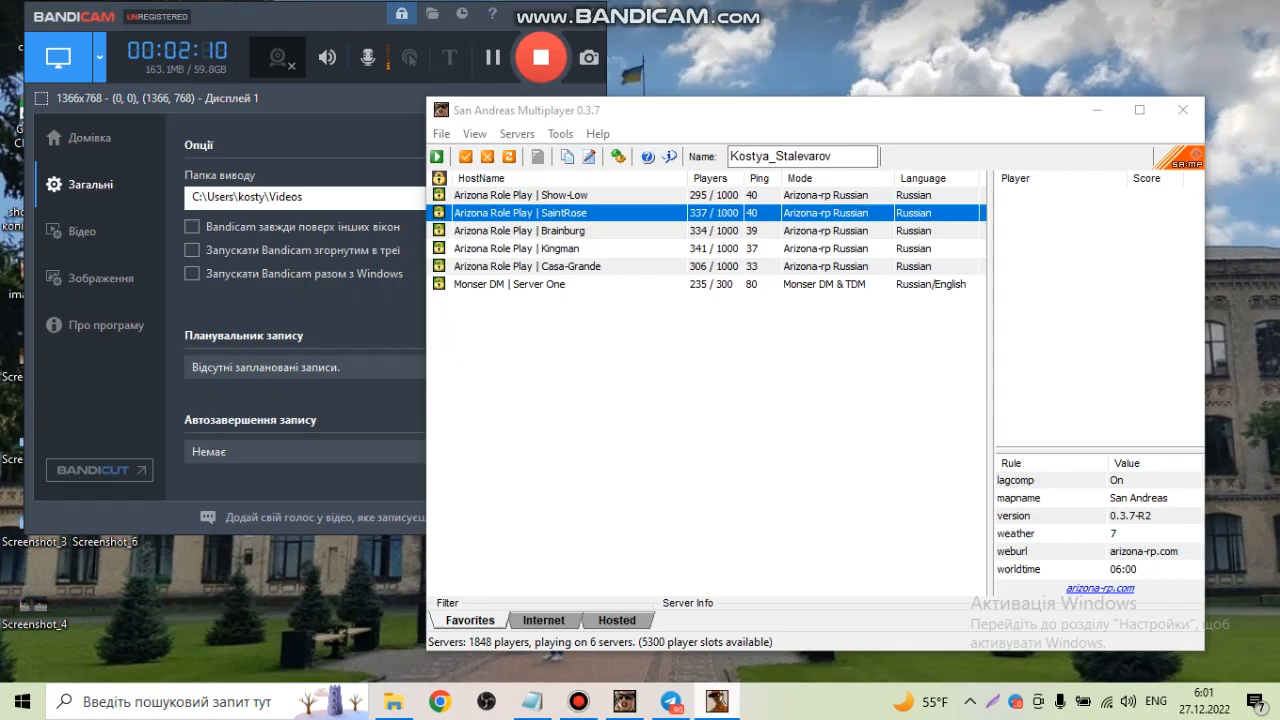 BANDICAM UNREGISTERED
www.BANDICAM.com
00:02:10
163.1MB / 59.8GB
1366x768 - (0, 0), (1366, 768) - Дисплей 1
Домівка
Загальні
Відео
Зображення
Про програму
BANDICUT
Опції
Папка виводу
C:\Users\kosty\Videos
Bandicam завжди поверх інших вікон
Запускати Bandicam згорнутим в треї
Запускати Bandicam разом з Windows
Планувальник запису
Відсутні заплановані записи.
Автозавершення запису
Немає
Додай свій голос у відео, яке записуєш
San Andreas Multiplayer 0.3.7
File View Servers Tools Help
Name: Kostya_Stalevarov
SA:MP
HostName Players Ping Mode Language
Arizona Role Play | Show-Low 295 / 1000 40 Arizona-rp Russian Russian
Arizona Role Play | SaintRose 337 / 1000 40 Arizona-rp Russian Russian
Arizona Role Play | Brainburg 334 / 1000 39 Arizona-rp Russian Russian
Arizona Role Play | Kingman 341 / 1000 37 Arizona-rp Russian Russian
Arizona Role Play | Casa-Grande 306 / 1000 33 Arizona-rp Russian Russian
Monser DM | Server One 235 / 300 80 Monser DM & TDM Russian/English
Player Score
Rule Value
lagcomp On
mapname San Andreas
version 0.3.7-R2
weather 7
weburl arizona-rp.com
worldtime 06:00
arizona-rp.com
Filter Server Info
Favorites Internet Hosted
Servers: 1848 players, playing on 6 servers. (5300 player slots available)
Активація Windows
Перейдіть до розділу "Настройки", щоб
активувати Windows.
Screenshot_3 Screenshot_6
Screenshot_4
Введіть пошуковий запит тут
90
55°F
ENG
6:01
27.12.2022
7